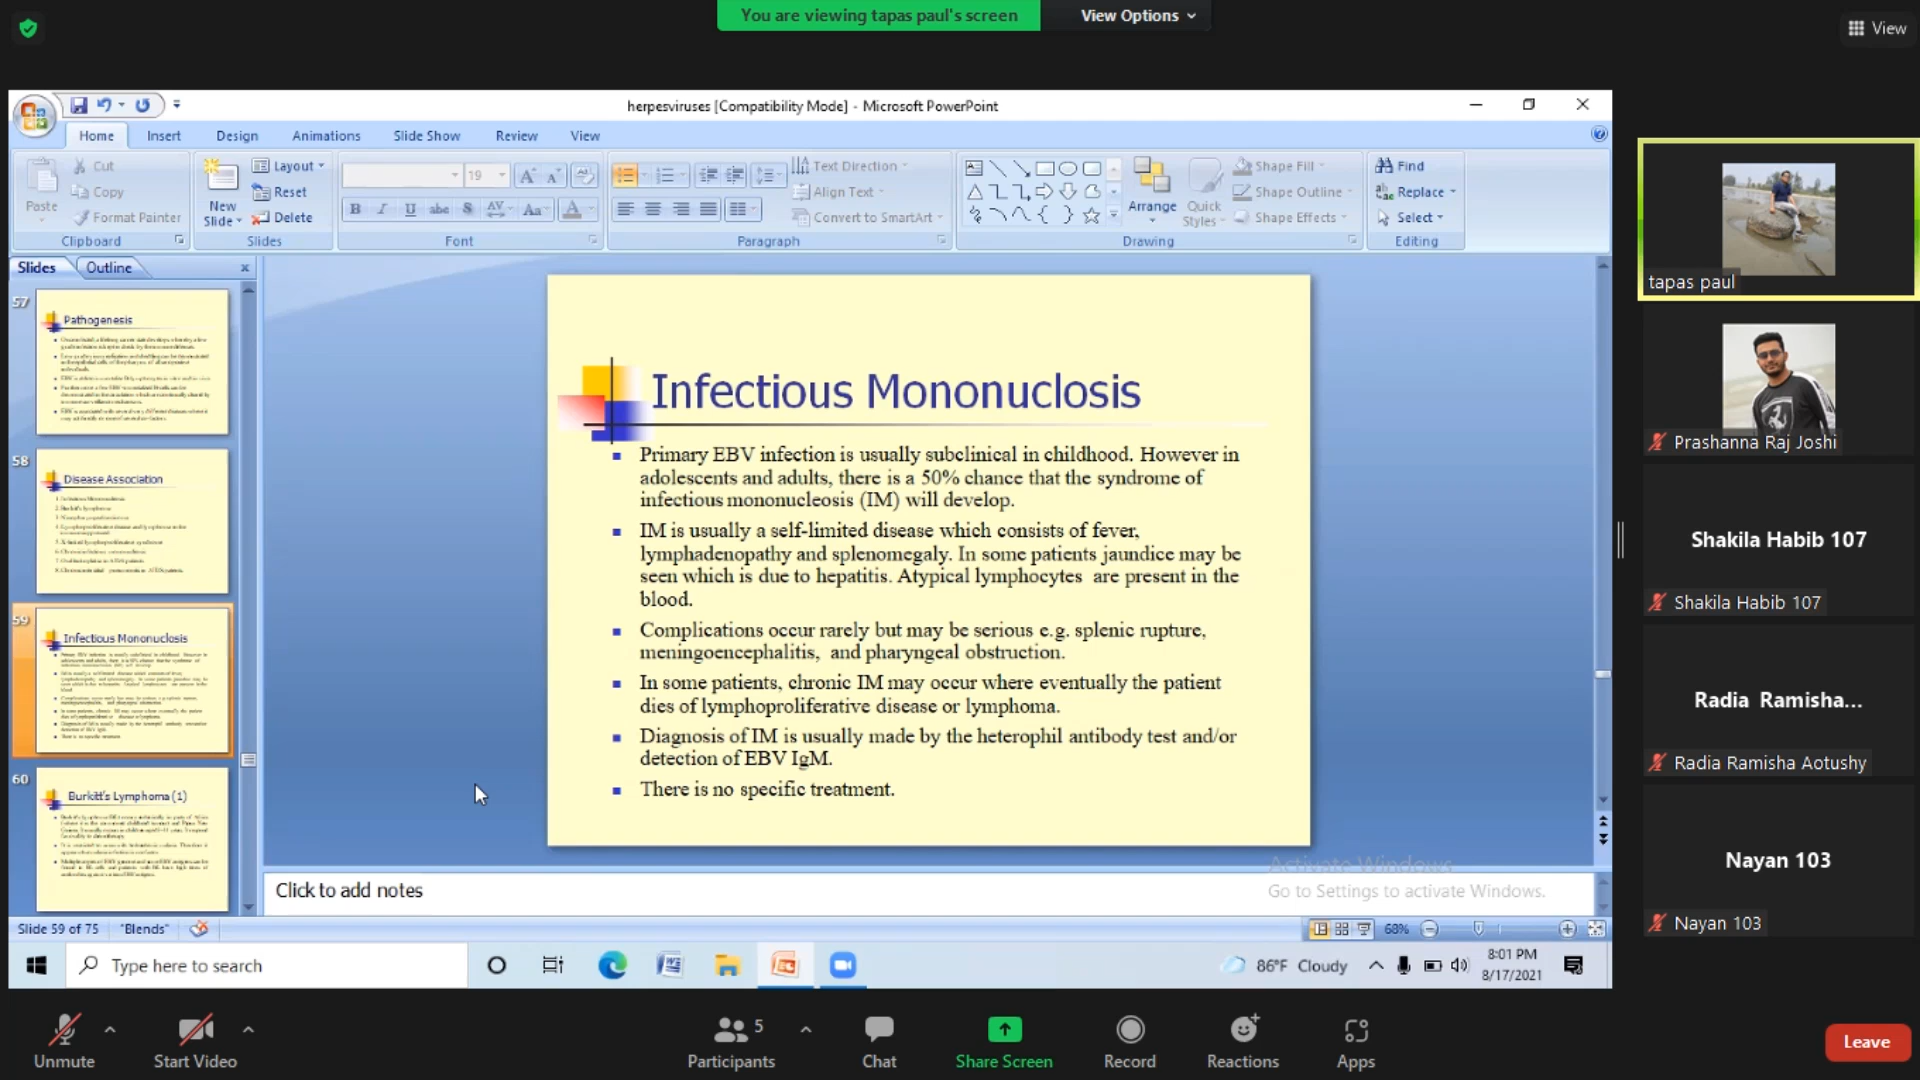 You are viewing tapas paul's screen
View Options
View
herpesviruses [Compatibility Mode] - Microsoft PowerPoint
Home
Insert
Design
Animations
Slide Show
Review
View
Paste
Cut
Copy
Format Painter
Clipboard
New Slide
Layout
Reset
Delete
Slides
19
Font
Text Direction
Align Text
Convert to SmartArt
Paragraph
Arrange
Quick Styles
Shape Fill
Shape Outline
Shape Effects
Drawing
Find
Replace
Select
Editing
Slides
Outline
57
Pathogenesis
58
Disease Association
59
Infectious Mononuclosis
60
Burkitt's Lymphoma (1)
Infectious Mononuclosis
Primary EBV infection is usually subclinical in childhood. However in
adolescents and adults, there is a 50% chance that the syndrome of
infectious mononucleosis (IM) will develop.
IM is usually a self-limited disease which consists of fever,
lymphadenopathy and splenomegaly. In some patients jaundice may be
seen which is due to hepatitis. Atypical lymphocytes are present in the
blood.
Complications occur rarely but may be serious e.g. splenic rupture,
meningoencephalitis, and pharyngeal obstruction.
In some patients, chronic IM may occur where eventually the patient
dies of lymphoproliferative disease or lymphoma.
Diagnosis of IM is usually made by the heterophil antibody test and/or
detection of EBV IgM.
There is no specific treatment.
Activate Windows
Go to Settings to activate Windows.
Click to add notes
Slide 59 of 75
"Blends"
68%
Type here to search
86°F Cloudy
8:01 PM
8/17/2021
tapas paul
Prashanna Raj Joshi
Shakila Habib 107
Shakila Habib 107
Radia Ramisha...
Radia Ramisha Aotushy
Nayan 103
Nayan 103
Unmute
Start Video
Participants
5
Chat
Share Screen
Record
Reactions
Apps
Leave